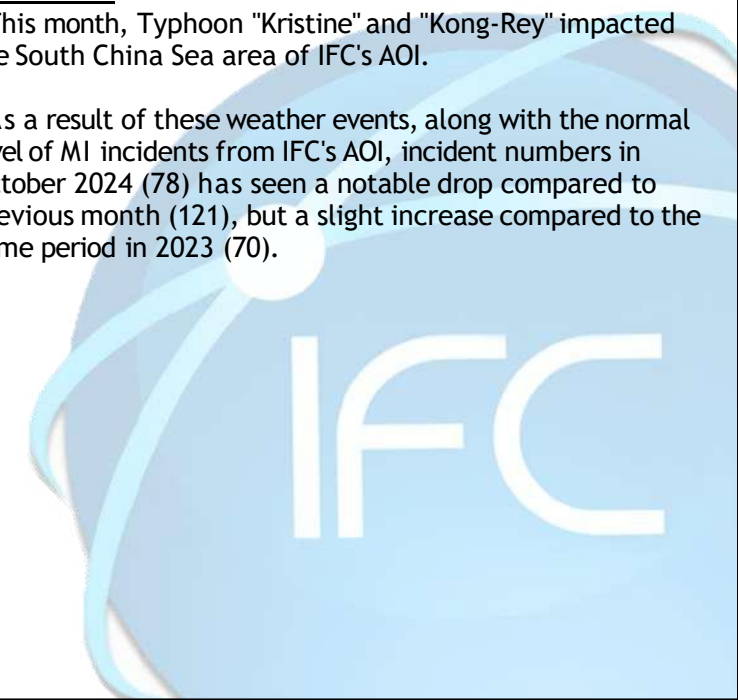 This month, Typhoon "Kristine" and "Kong-Rey" impacted
e South China Sea area of IFC's AOI.
s a result of these weather events, along with the normal
vel of MI incidents from IFC's AOI, incident numbers in
ctober 2024 (78) has seen a notable drop compared to
evious month (121), but a slight increase compared to the
me period in 2023 (70).
IFC